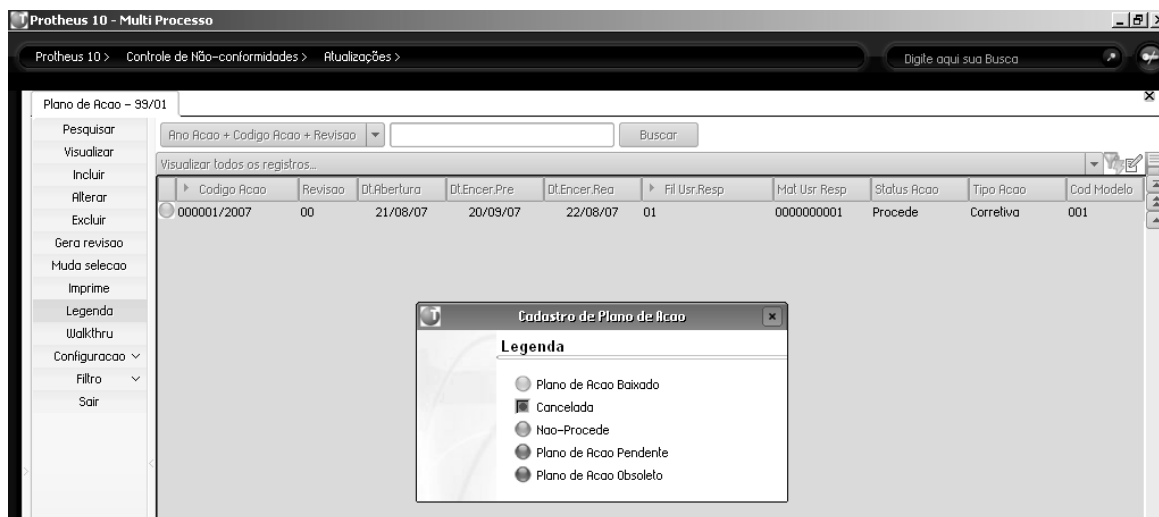 Protheus 10 - Multi Processo
Protheus 10 > Controle de Não-conformidades > Atualizações >
Digite aqui sua Busca
Plano de Acao - 99/01
Pesquisar
Visualizar
Incluir
Alterar
Excluir
Gera revisao
Muda selecao
Imprime
Legenda
Walkthru
Configuracao
Filtro
Sair
Ano Acao + Codigo Acao + Revisao
Buscar
Visualizar todos os registros...
Codigo Acao Revisao Dt.Abertura Dt.Encer.Pre Dt.Encer.Rea Fil Usr.Resp Mat Usr Resp Status Acao Tipo Acao Cod Modelo
000001/2007 00 21/08/07 20/09/07 22/08/07 01 0000000001 Procede Corretiva 001
Cadastro de Plano de Acao
Legenda
Plano de Acao Baixado
Cancelada
Nao-Procede
Plano de Acao Pendente
Plano de Acao Obsoleto